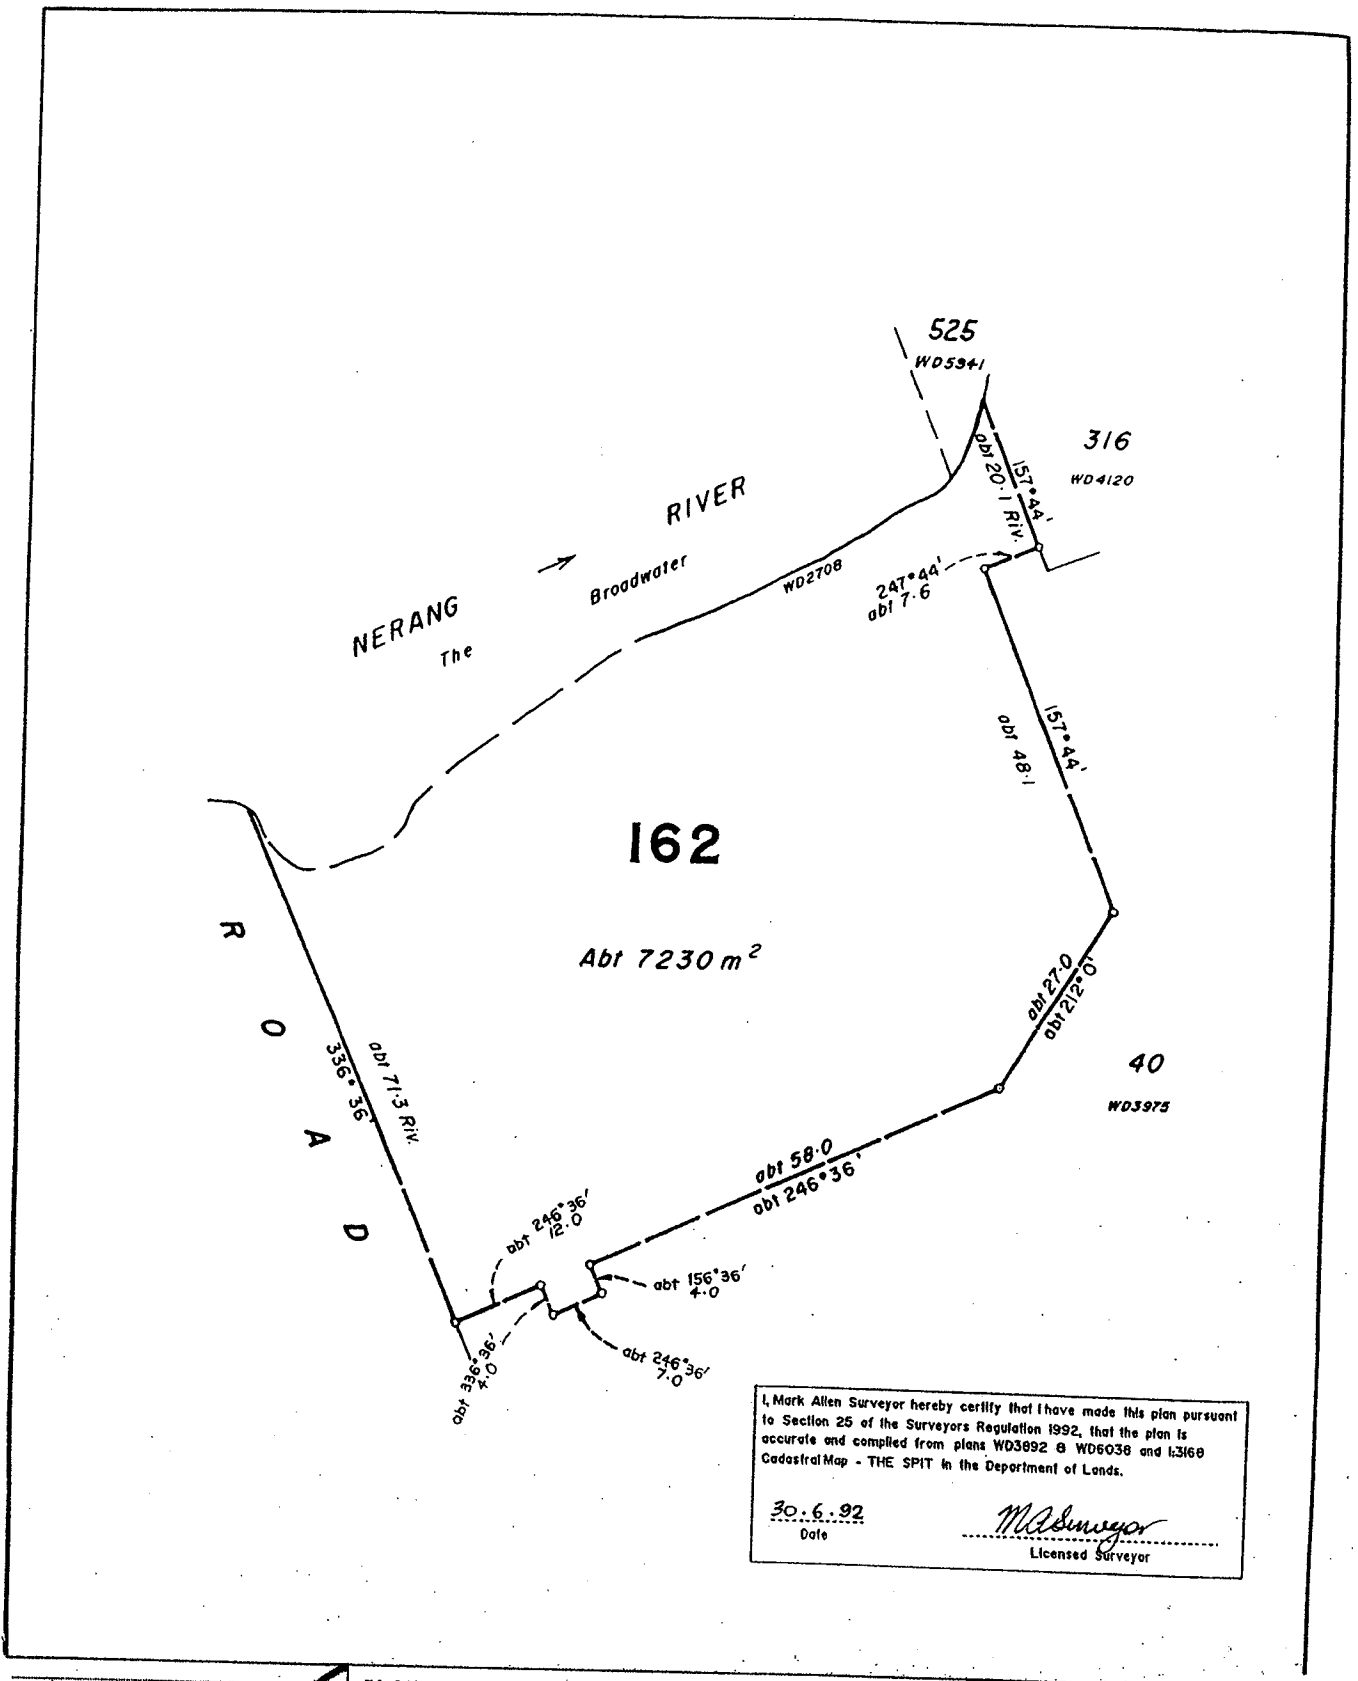 525
WD5941
316
WD4120
abt 20·1 Riv.
157°44'
RIVER
Broadwater
WD2708
247°44'
abt 7·6
NERANG
The
abt 48·1
157°44'
162
Abt 7230 m²
ROAD
336°36'
abt 71·3 Riv.
abt 27·0
abt 212°0'
40
WD3975
abt 58·0
abt 246°36'
abt 246°36'
12·0
abt 156°36'
4·0
abt 246°36'
7·0
abt 336°36'
4·0
I, Mark Allen Surveyor hereby certify that I have made this plan pursuant
to Section 25 of the Surveyors Regulation 1992, that the plan is
accurate and compiled from plans WD3892 & WD6038 and 1:3168
Cadastral Map - THE SPIT in the Department of Lands.
30.6.92
Date
MASurveyor
Licensed Surveyor